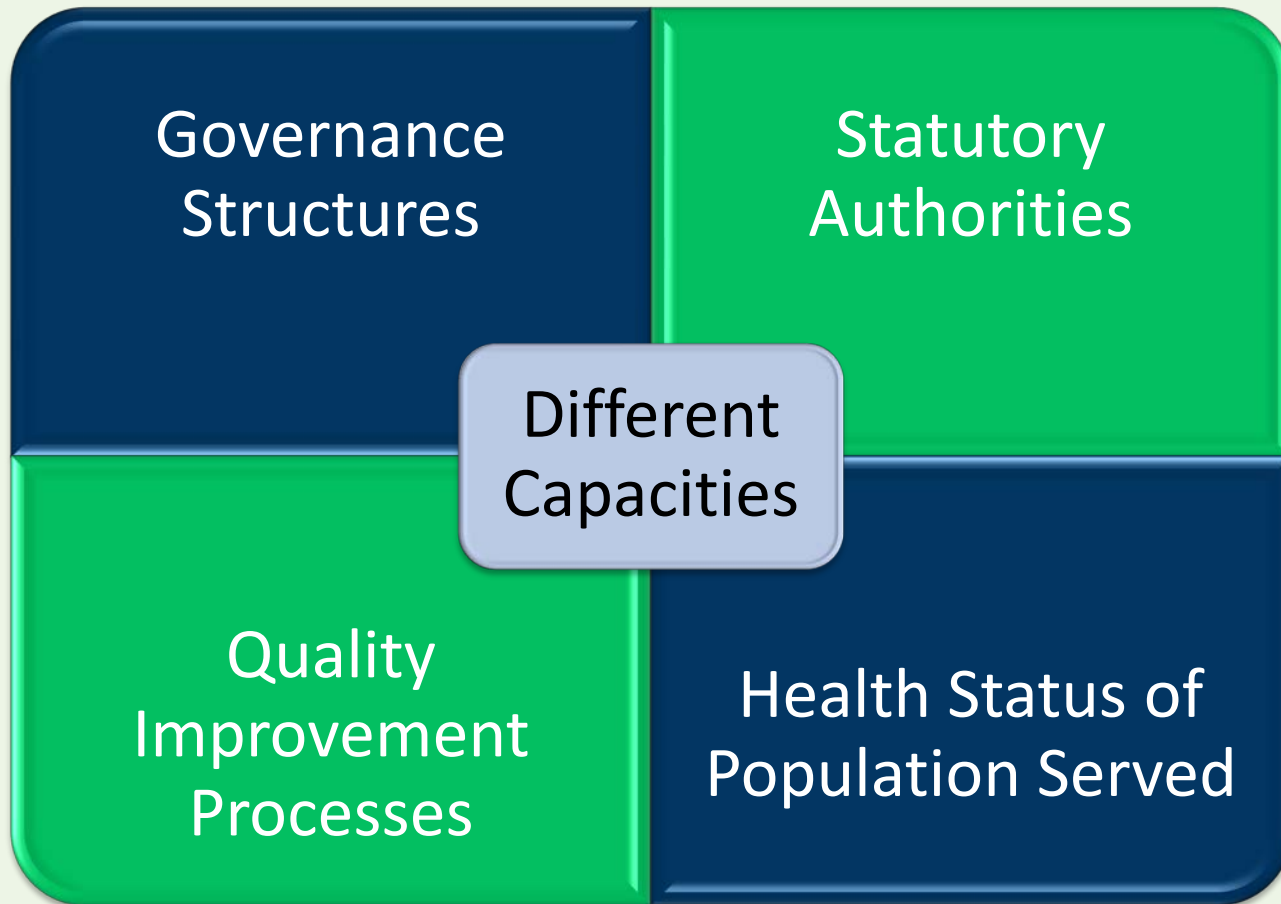 Governance
Structures
Statutory
Authorities
Different
Capacities
Quality
Improvement
Processes
Health Status of
Population Served